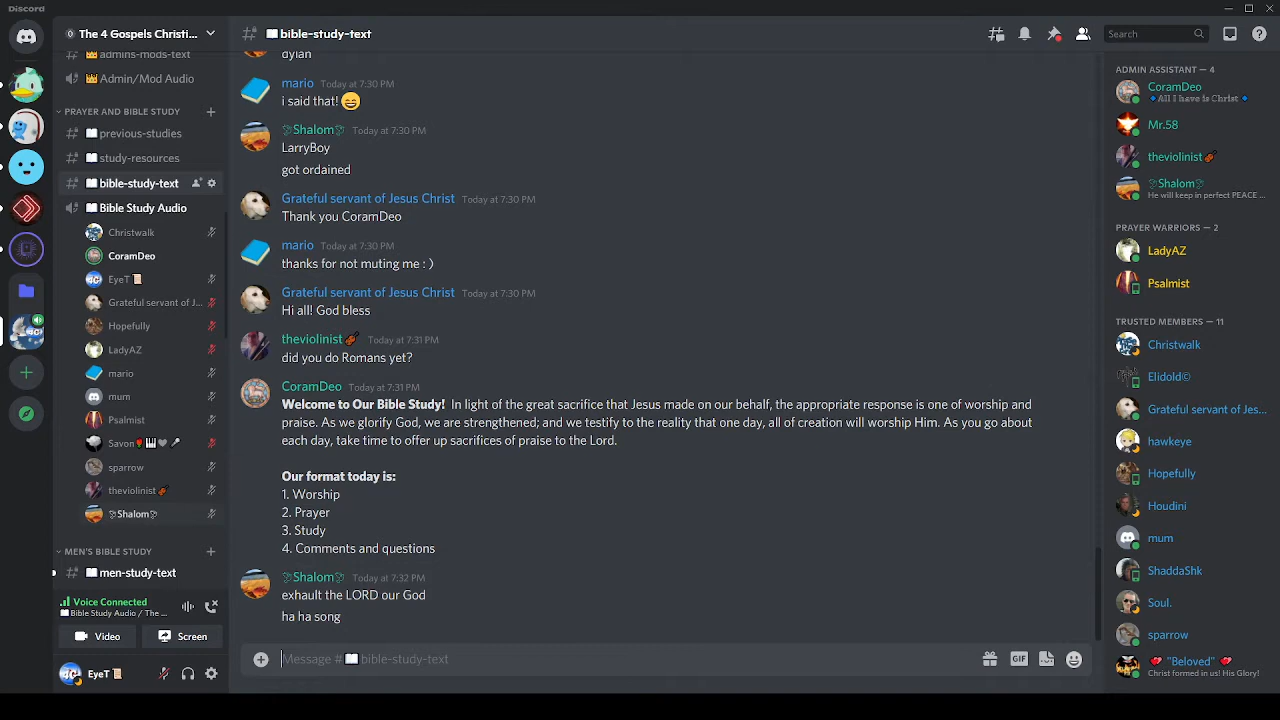 Discord
The 4 Gospels Christi...
admins-mods-text
Admin/Mod Audio
PRAYER AND BIBLE STUDY
previous-studies
study-resources
bible-study-text
Bible Study Audio
Christwalk
CoramDeo
EyeT
Grateful servant of J...
Hopefully
LadyAZ
mario
mum
Psalmist
Savon
sparrow
theviolinist
Shalom
MEN'S BIBLE STUDY
men-study-text
Voice Connected
Bible Study Audio / The ...
Video Screen
EyeT
bible-study-text
dylan
mario Today at 7:30 PM
i said that!
Shalom Today at 7:30 PM
LarryBoy
got ordained
Grateful servant of Jesus Christ Today at 7:30 PM
Thank you CoramDeo
mario Today at 7:30 PM
thanks for not muting me : )
Grateful servant of Jesus Christ Today at 7:30 PM
Hi all! God bless
theviolinist Today at 7:31 PM
did you do Romans yet?
CoramDeo Today at 7:31 PM
Welcome to Our Bible Study! In light of the great sacrifice that Jesus made on our behalf, the appropriate response is one of worship and
praise. As we glorify God, we are strengthened; and we testify to the reality that one day, all of creation will worship Him. As you go about
each day, take time to offer up sacrifices of praise to the Lord.
Our format today is:
1. Worship
2. Prayer
3. Study
4. Comments and questions
Shalom Today at 7:32 PM
exhault the LORD our God
ha ha song
Message # bible-study-text
GIF
Search
ADMIN ASSISTANT — 4
CoramDeo
All I have is Christ
Mr.58
theviolinist
Shalom
He will keep in perfect PEACE ...
PRAYER WARRIORS — 2
LadyAZ
Psalmist
TRUSTED MEMBERS — 11
Christwalk
Elidold©
Grateful servant of Jes...
hawkeye
Hopefully
Houdini
mum
ShaddaShk
Soul.
sparrow
"Beloved"
Christ formed in us! His Glory!